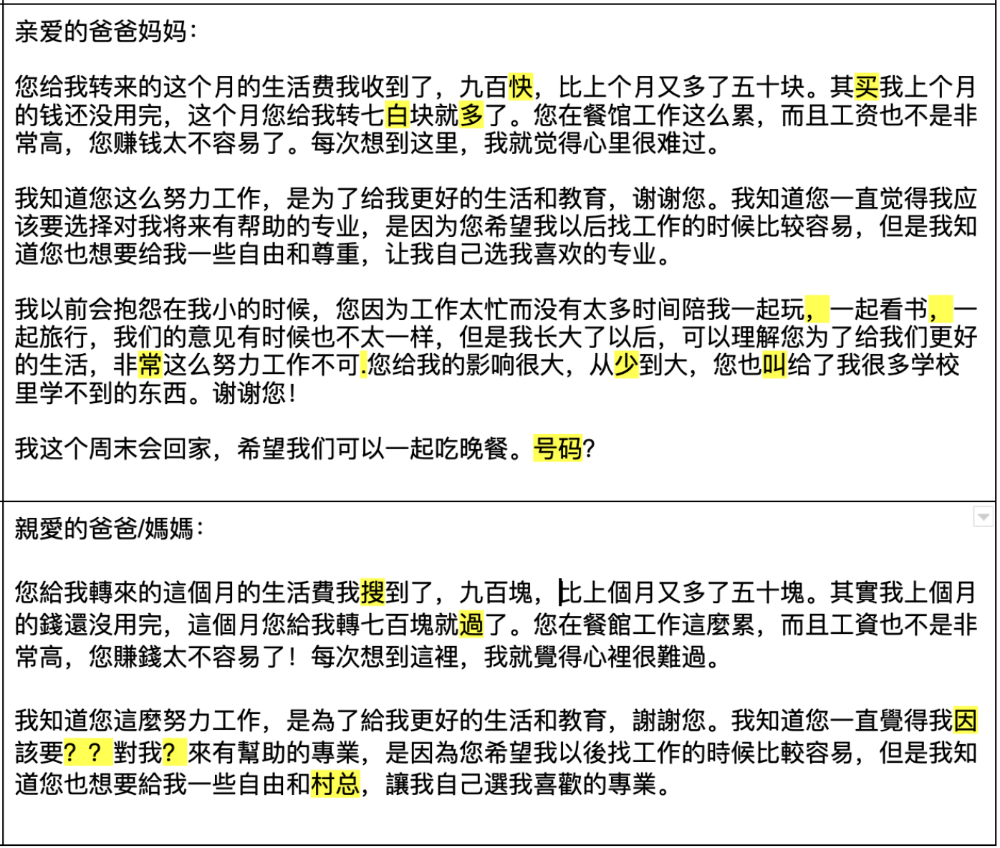 亲爱的爸爸妈妈：
您给我转来的这个月的生活费我收到了，九百快，比上个月又多了五十块。其买我上个月
的钱还没用完，这个月您给我转七白块就多了。您在餐馆工作这么累，而且工资也不是非
常高，您赚钱太不容易了。每次想到这里，我就觉得心里很难过。
我知道您这么努力工作，是为了给我更好的生活和教育，谢谢您。我知道您一直觉得我应
该要选择对我将来有帮助的专业，是因为您希望我以后找工作的时候比较容易，但是我知
道您也想要给我一些自由和尊重，让我自己选我喜欢的专业。
我以前会抱怨在我小的时候，您因为工作太忙而没有太多时间陪我一起玩，一起看书，一
起旅行，我们的意见有时候也不太一样，但是我长大了以后，可以理解您为了给我们更好
的生活，非常这么努力工作不可.您给我的影响很大，从少到大，您也叫给了我很多学校
里学不到的东西。谢谢您！
我这个周末会回家，希望我们可以一起吃晚餐。号码?
親愛的爸爸/媽媽：
您給我轉來的這個月的生活費我搜到了，九百塊，比上個月又多了五十塊。其實我上個月
的錢還沒用完，這個月您給我轉七百塊就過了。您在餐館工作這麼累，而且工資也不是非
常高，您賺錢太不容易了！每次想到這裡，我就覺得心裡很難過。
我知道您這麼努力工作，是為了給我更好的生活和教育，謝謝您。我知道您一直覺得我因
該要？？對我？來有幫助的專業，是因為您希望我以後找工作的時候比較容易，但是我知
道您也想要給我一些自由和村总，讓我自己選我喜歡的專業。